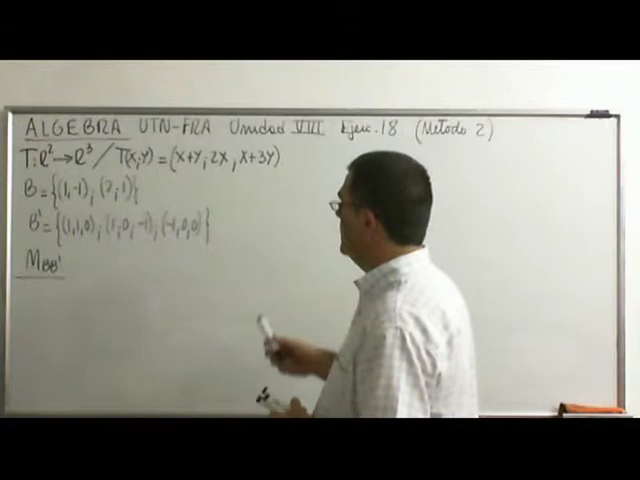 ALGEBRA UTN-FRA Unidad VIII Ejerc. 18 (Método 2)
T: R² → R³ / T(x;y) = (x+y; 2x, x+3y)
B = {(1,-1); (2;1)}
B' = {(1,1,0); (1;0;-1); (-1,0,0)}
M_BB'